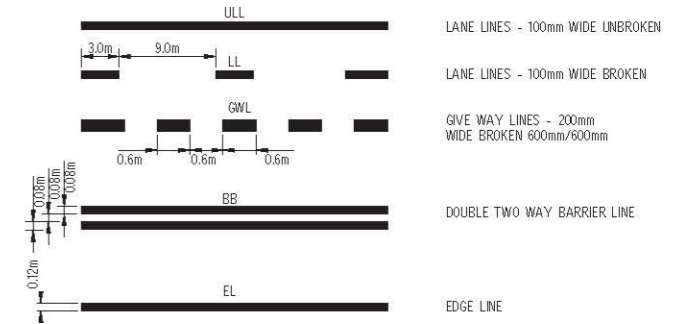 ULL
LANE LINES - 100mm WIDE UNBROKEN
3.0m
9.0m
LL
LANE LINES - 100mm WIDE BROKEN
GWL
GIVE WAY LINES - 200mm
WIDE BROKEN 600mm/600mm
0.6m
0.6m
0.6m
0.08m
0.08m
0.08m
BB
DOUBLE TWO WAY BARRIER LINE
0.12m
EL
EDGE LINE